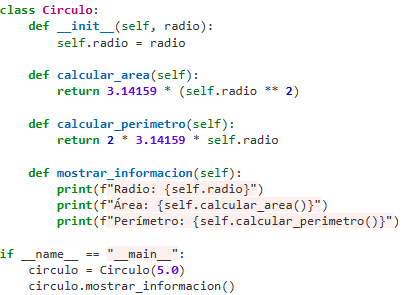 class Circulo:
    def __init__(self, radio):
        self.radio = radio

    def calcular_area(self):
        return 3.14159 * (self.radio ** 2)

    def calcular_perimetro(self):
        return 2 * 3.14159 * self.radio

    def mostrar_informacion(self):
        print(f"Radio: {self.radio}")
        print(f"Área: {self.calcular_area()}")
        print(f"Perímetro: {self.calcular_perimetro()}")

if __name__ == "__main__":
    circulo = Circulo(5.0)
    circulo.mostrar_informacion()